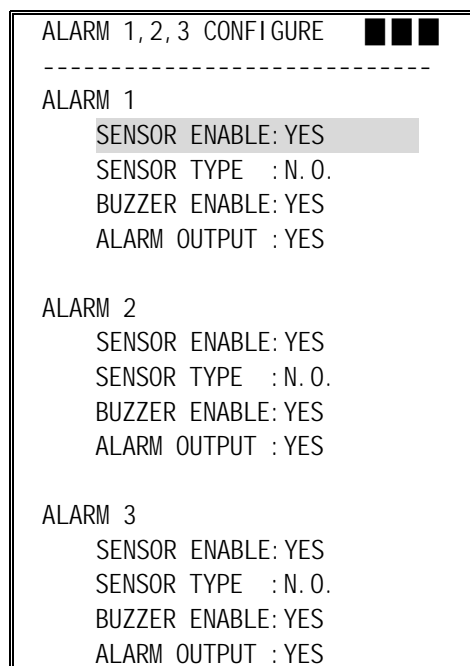 ALARM 1,2,3 CONFIGURE
-----------------------------
ALARM 1
SENSOR ENABLE:YES
SENSOR TYPE :N.O.
BUZZER ENABLE:YES
ALARM OUTPUT :YES
ALARM 2
SENSOR ENABLE:YES
SENSOR TYPE :N.O.
BUZZER ENABLE:YES
ALARM OUTPUT :YES
ALARM 3
SENSOR ENABLE:YES
SENSOR TYPE :N.O.
BUZZER ENABLE:YES
ALARM OUTPUT :YES